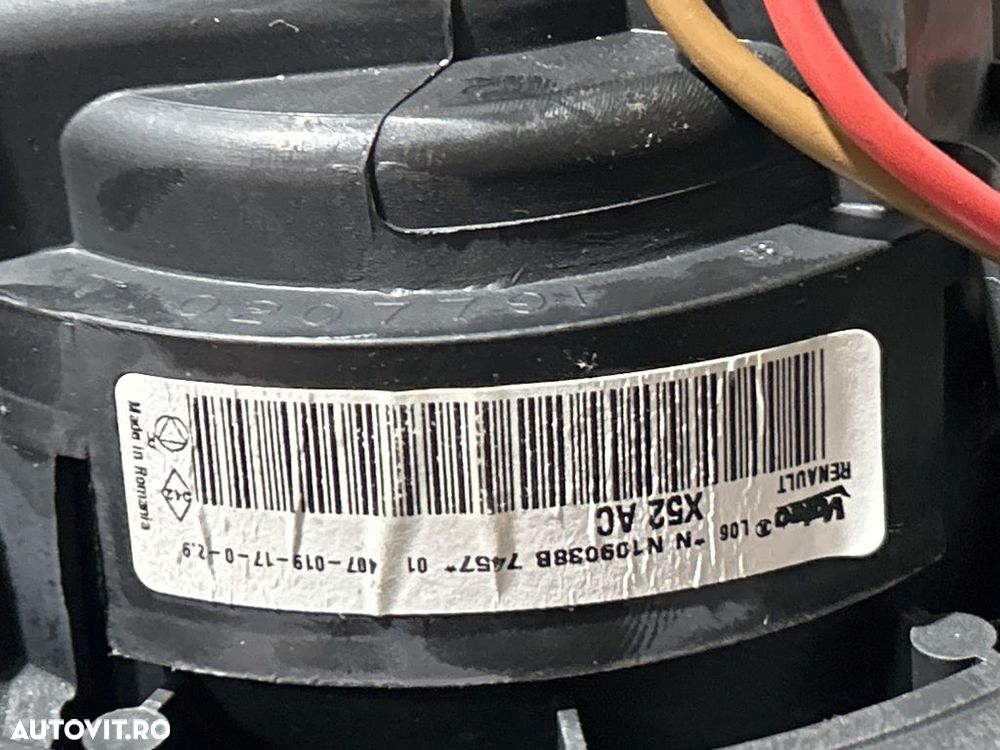 0207791
*N N109038B 7457* 01 407-019-17-0-2.9
Valeo L06
X52 AC
RENAULT
Made in Romania
AUTOVIT.RO